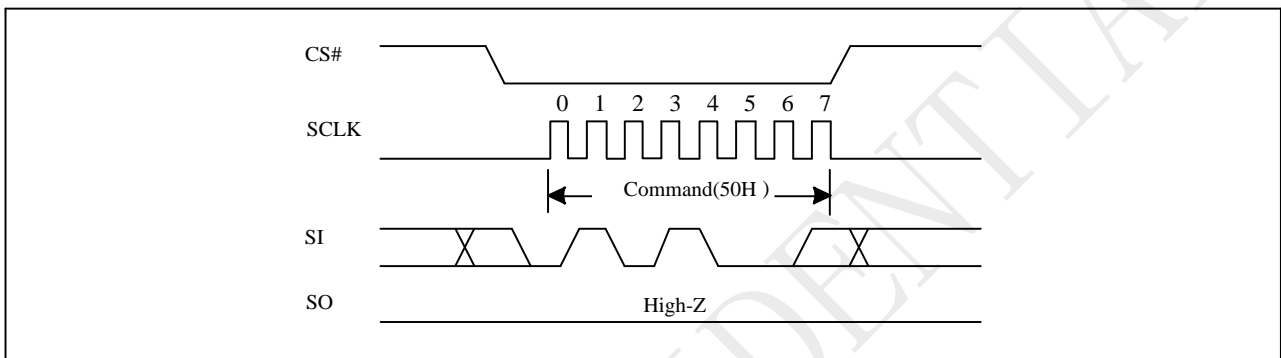 CS#
0 1 2 3 4 5 6 7
SCLK
Command(50H )
SI
SO
High-Z